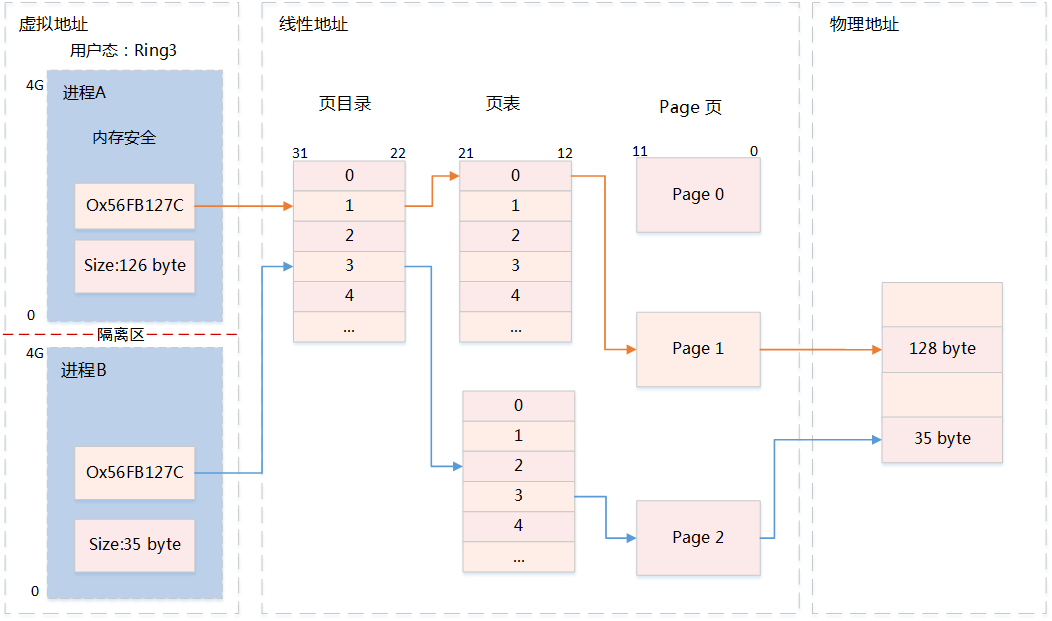 虚拟地址
用户态：Ring3
4G
进程A
内存安全
Ox56FB127C
Size:126 byte
0
隔离区
4G
进程B
Ox56FB127C
Size:35 byte
0
线性地址
页目录
31 22
0
1
2
3
4
...
页表
21 12
0
1
2
3
4
...
0
1
2
3
4
...
Page 页
11 0
Page 0
Page 1
Page 2
物理地址
128 byte
35 byte